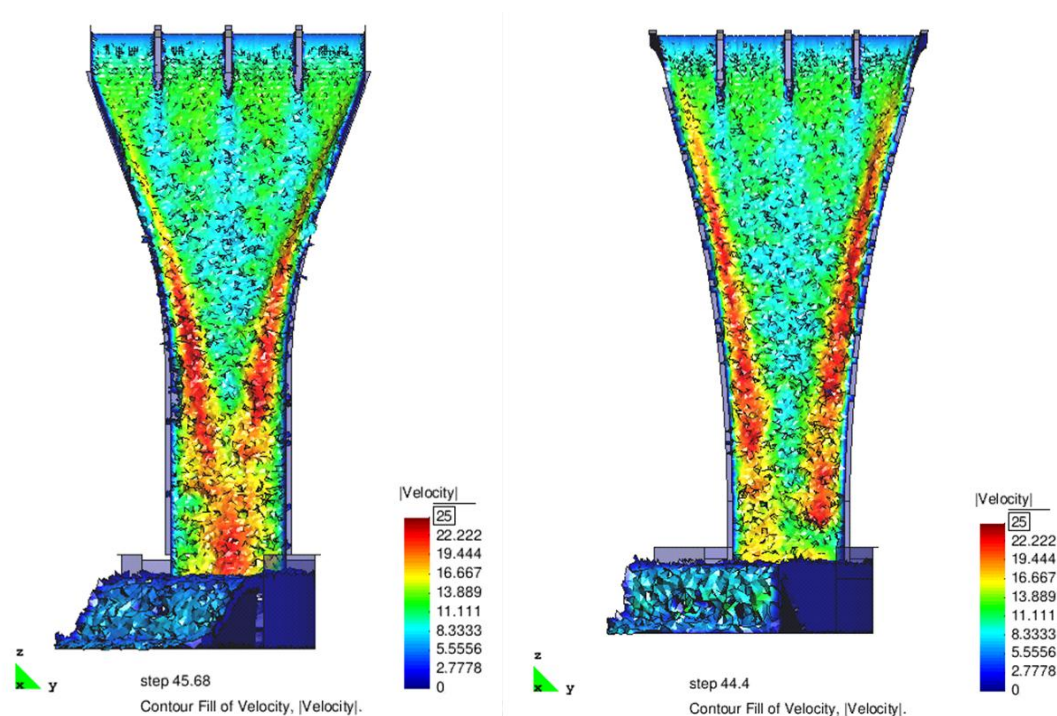 |Velocity|
25
22.222
19.444
16.667
13.889
11.111
8.3333
5.5556
2.7778
0
z
x y
step 45.68
Contour Fill of Velocity, |Velocity|.
|Velocity|
25
22.222
19.444
16.667
13.889
11.111
8.3333
5.5556
2.7778
0
z
x y
step 44.4
Contour Fill of Velocity, |Velocity|.